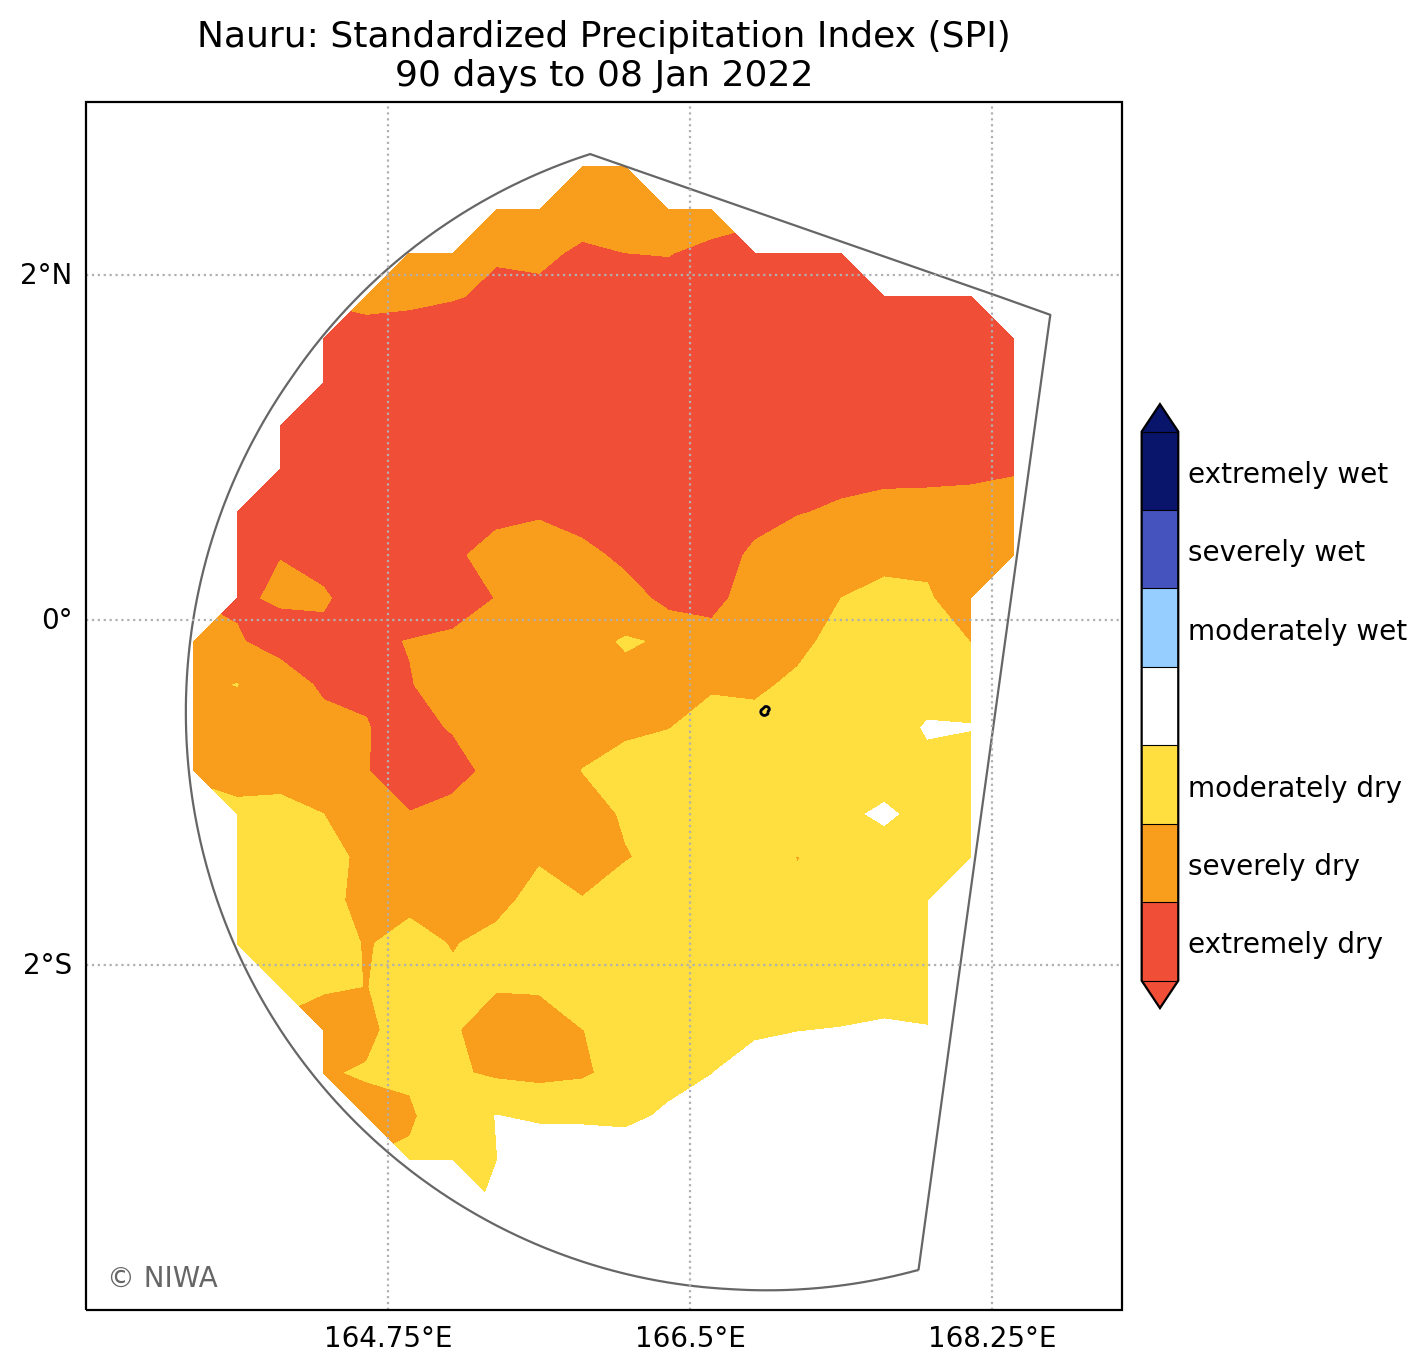 Nauru: Standardized Precipitation Index (SPI)
90 days to 08 Jan 2022
2°N
0°
2°S
164.75°E
166.5°E
168.25°E
extremely wet
severely wet
moderately wet
moderately dry
severely dry
extremely dry
© NIWA